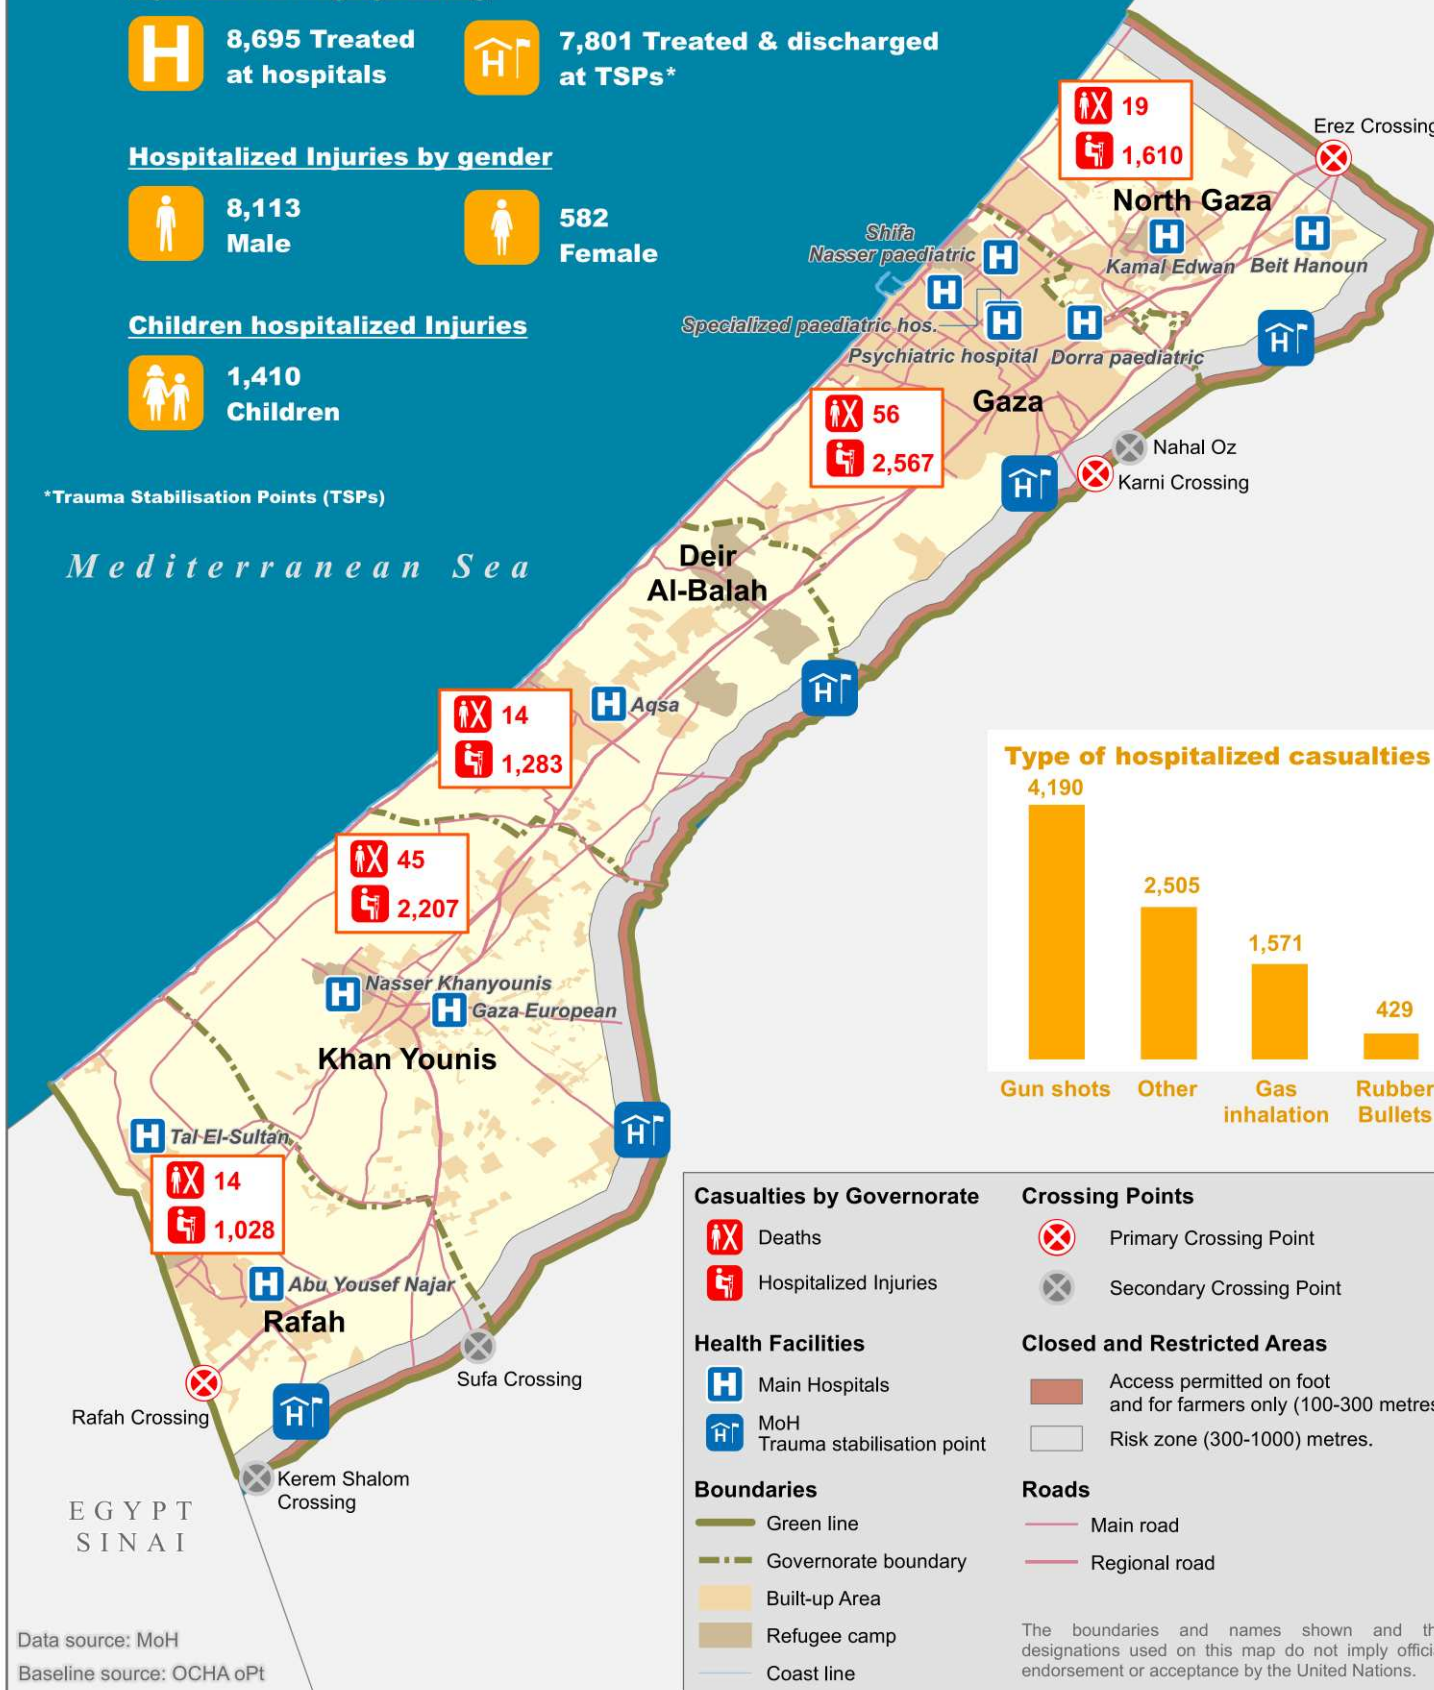 8,695 Treated
at hospitals
7,801 Treated & discharged
at TSPs*
Hospitalized Injuries by gender
8,113
Male
582
Female
Children hospitalized Injuries
1,410
Children
*Trauma Stabilisation Points (TSPs)
Mediterranean Sea
19
1,610
Erez Crossing
North Gaza
Shifa
Nasser paediatric
Kamal Edwan
Beit Hanoun
Specialized paediatric hos.
Psychiatric hospital
Dorra paediatric
Gaza
56
2,567
Nahal Oz
Karni Crossing
Deir
Al-Balah
Aqsa
14
1,283
45
2,207
Nasser Khanyounis
Gaza European
Khan Younis
Tal El-Sultan
14
1,028
Abu Yousef Najar
Rafah
Sufa Crossing
Rafah Crossing
Kerem Shalom
Crossing
EGYPT
SINAI
Data source: MoH
Baseline source: OCHA oPt
Type of hospitalized casualties
4,190
2,505
1,571
429
Gun shots
Other
Gas
inhalation
Rubber
Bullets
Casualties by Governorate
Deaths
Hospitalized Injuries
Health Facilities
Main Hospitals
MoH
Trauma stabilisation point
Boundaries
Green line
Governorate boundary
Built-up Area
Refugee camp
Coast line
Crossing Points
Primary Crossing Point
Secondary Crossing Point
Closed and Restricted Areas
Access permitted on foot
and for farmers only (100-300 metres
Risk zone (300-1000) metres.
Roads
Main road
Regional road
The boundaries and names shown and
designations used on this map do not imply
endorsement or acceptance by the United Nations.